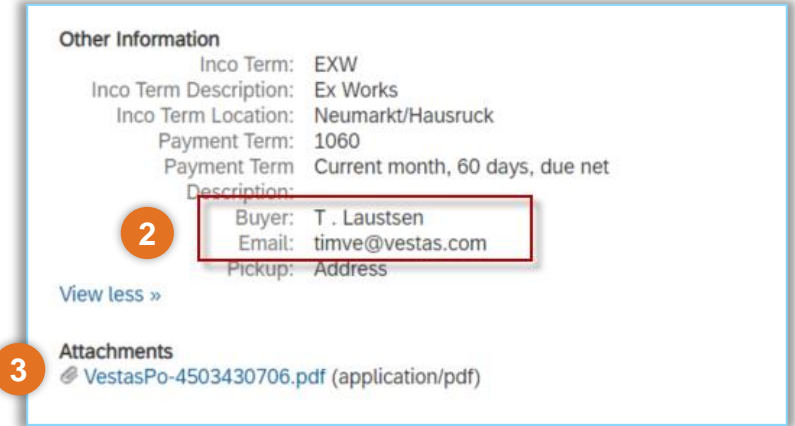 Other Information
Inco Term: EXW
Inco Term Description: Ex Works
Inco Term Location: Neumarkt/Hausruck
Payment Term: 1060
Payment Term Current month, 60 days, due net
Description:
2
Buyer: T . Laustsen
Email: timve@vestas.com
Pickup: Address
View less »
Attachments
3
VestasPo-4503430706.pdf (application/pdf)